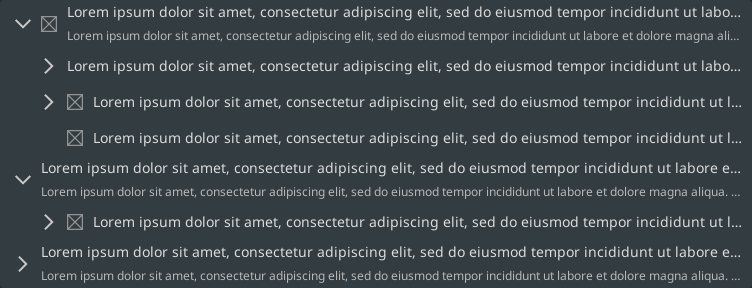 Lorem ipsum dolor sit amet, consectetur adipiscing elit, sed do eiusmod tempor incididunt ut labo...
Lorem ipsum dolor sit amet, consectetur adipiscing elit, sed do eiusmod tempor incididunt ut labore et dolore magna ali...
Lorem ipsum dolor sit amet, consectetur adipiscing elit, sed do eiusmod tempor incididunt ut labo...
Lorem ipsum dolor sit amet, consectetur adipiscing elit, sed do eiusmod tempor incididunt ut l...
Lorem ipsum dolor sit amet, consectetur adipiscing elit, sed do eiusmod tempor incididunt ut l...
Lorem ipsum dolor sit amet, consectetur adipiscing elit, sed do eiusmod tempor incididunt ut labore e...
Lorem ipsum dolor sit amet, consectetur adipiscing elit, sed do eiusmod tempor incididunt ut labore et dolore magna aliqua. ...
Lorem ipsum dolor sit amet, consectetur adipiscing elit, sed do eiusmod tempor incididunt ut l...
Lorem ipsum dolor sit amet, consectetur adipiscing elit, sed do eiusmod tempor incididunt ut labore e...
Lorem ipsum dolor sit amet, consectetur adipiscing elit, sed do eiusmod tempor incididunt ut labore et dolore magna aliqua. ...